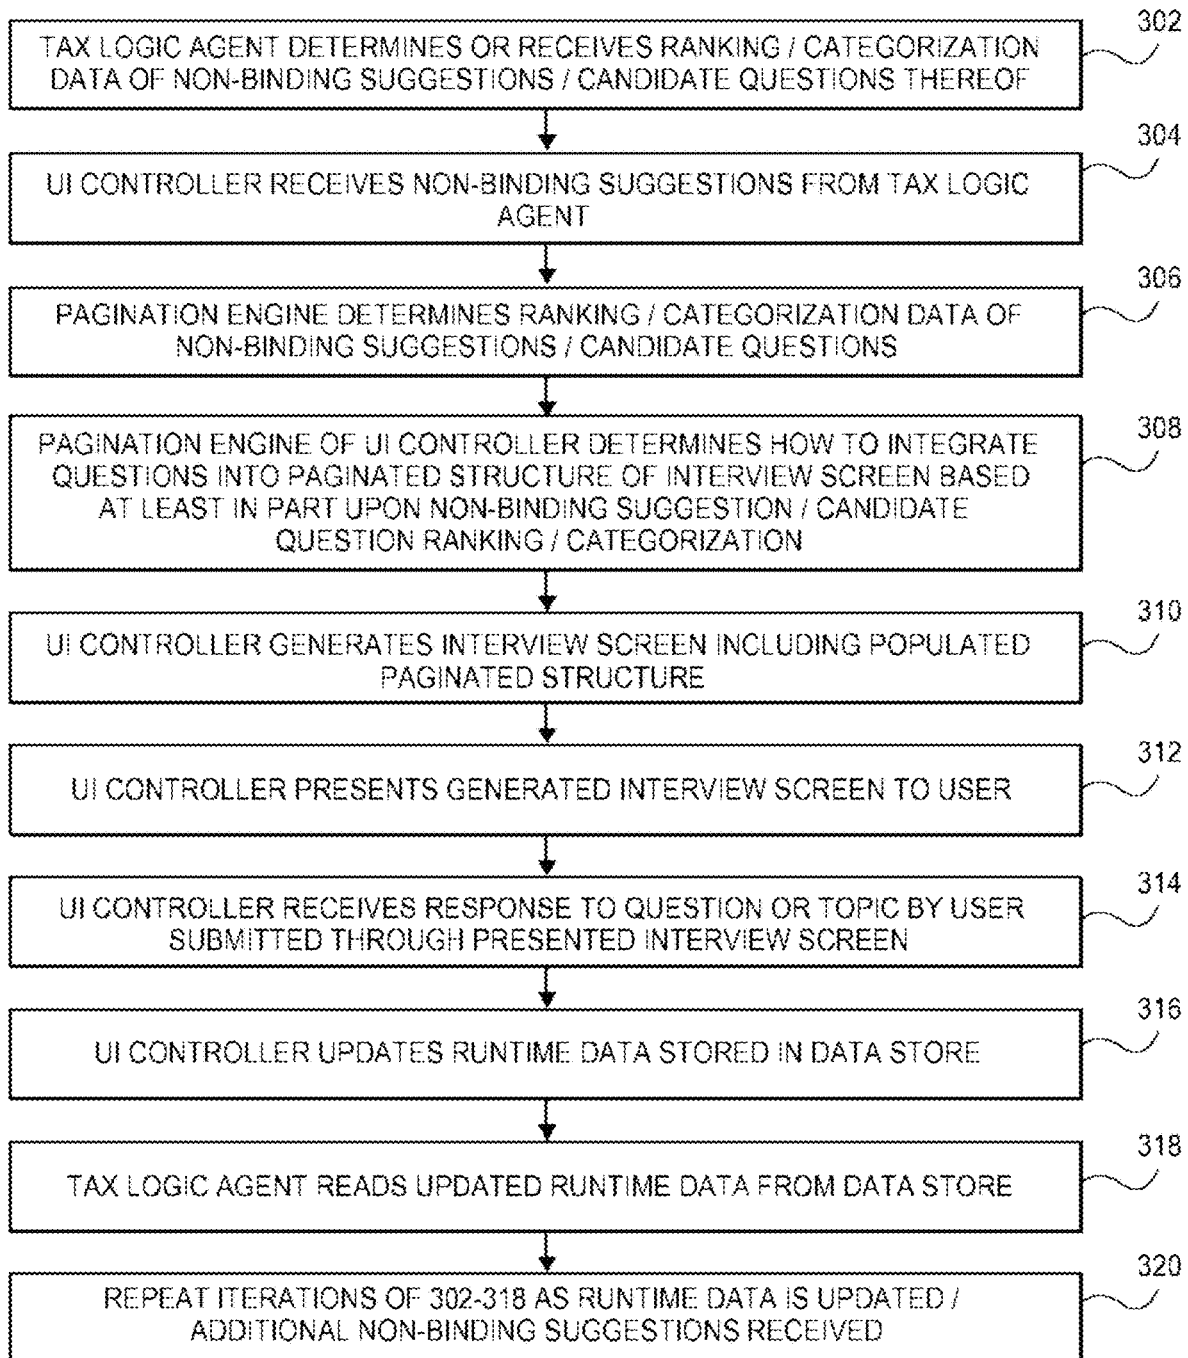 302
TAX LOGIC AGENT DETERMINES OR RECEIVES RANKING / CATEGORIZATION
DATA OF NON-BINDING SUGGESTIONS / CANDIDATE QUESTIONS THEREOF
304
UI CONTROLLER RECEIVES NON-BINDING SUGGESTIONS FROM TAX LOGIC
AGENT
306
PAGINATION ENGINE DETERMINES RANKING / CATEGORIZATION DATA OF
NON-BINDING SUGGESTIONS / CANDIDATE QUESTIONS
308
PAGINATION ENGINE OF UI CONTROLLER DETERMINES HOW TO INTEGRATE
QUESTIONS INTO PAGINATED STRUCTURE OF INTERVIEW SCREEN BASED
AT LEAST IN PART UPON NON-BINDING SUGGESTION / CANDIDATE
QUESTION RANKING / CATEGORIZATION
310
UI CONTROLLER GENERATES INTERVIEW SCREEN INCLUDING POPULATED
PAGINATED STRUCTURE
312
UI CONTROLLER PRESENTS GENERATED INTERVIEW SCREEN TO USER
314
UI CONTROLLER RECEIVES RESPONSE TO QUESTION OR TOPIC BY USER
SUBMITTED THROUGH PRESENTED INTERVIEW SCREEN
316
UI CONTROLLER UPDATES RUNTIME DATA STORED IN DATA STORE
318
TAX LOGIC AGENT READS UPDATED RUNTIME DATA FROM DATA STORE
320
REPEAT ITERATIONS OF 302-318 AS RUNTIME DATA IS UPDATED /
ADDITIONAL NON-BINDING SUGGESTIONS RECEIVED